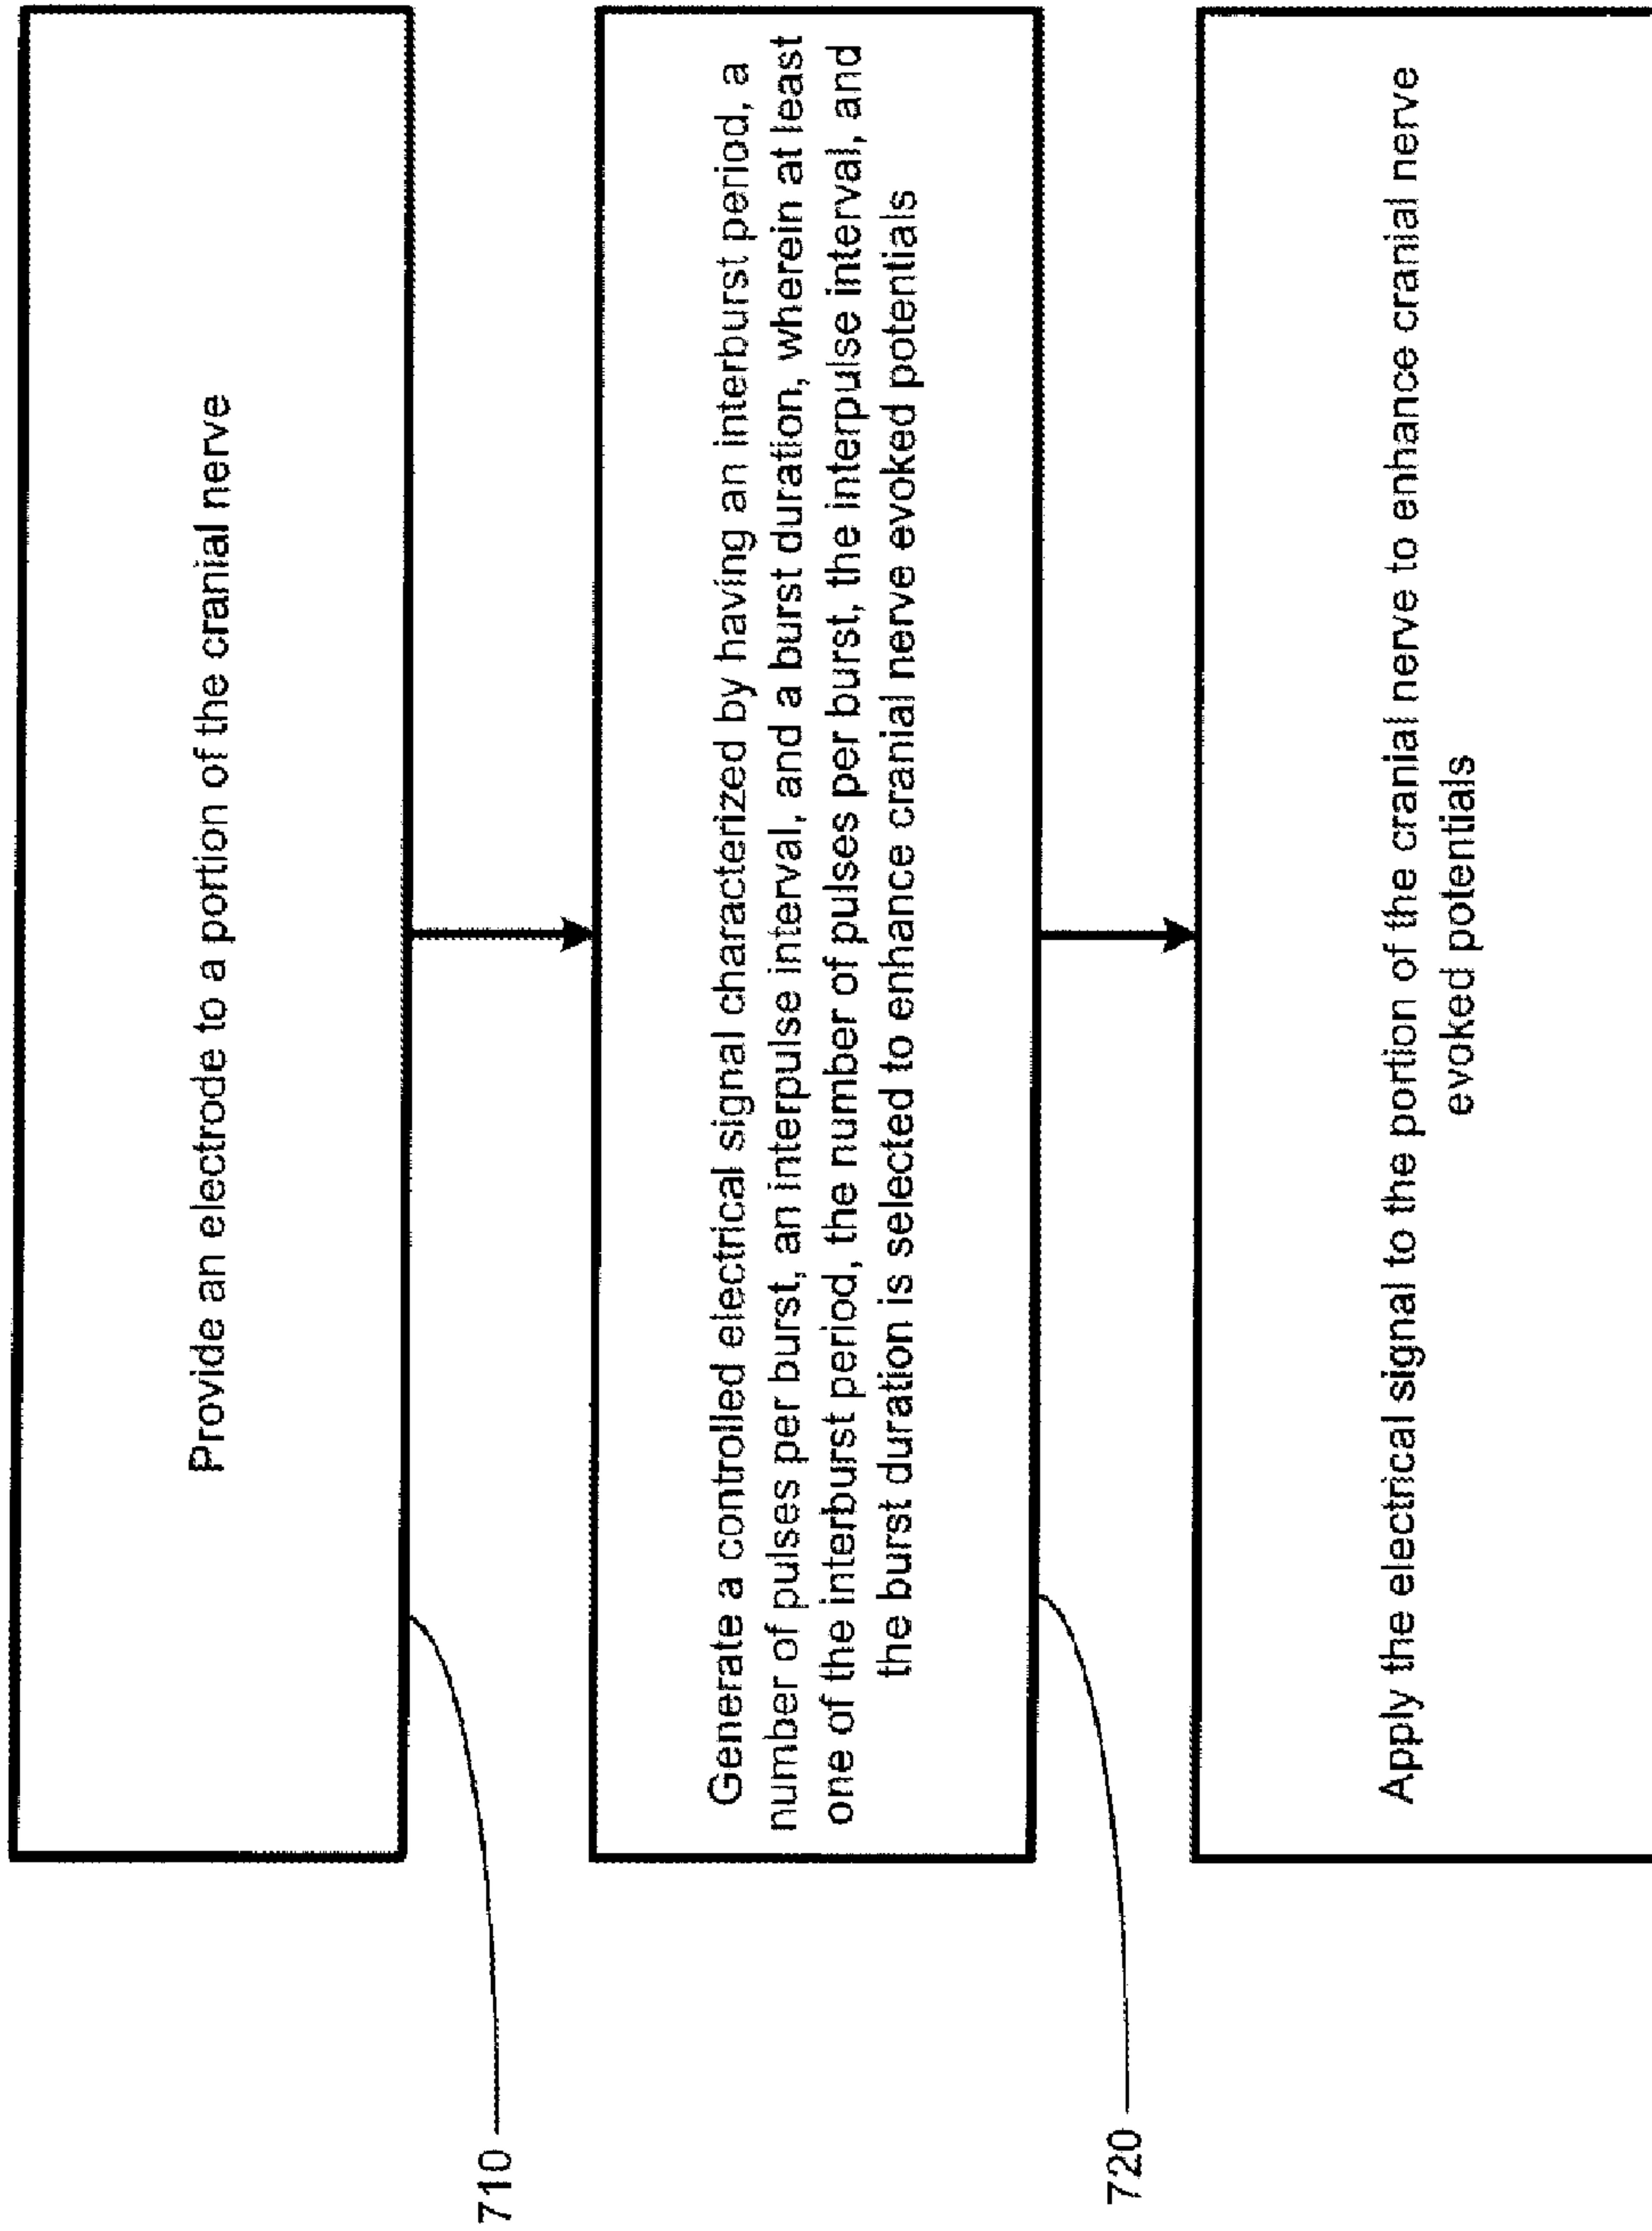 Provide an electrode to a portion of the cranial nerve
710
Generate a controlled electrical signal characterized by having an interburst period, a
number of pulses per burst, an interpulse interval, and a burst duration, wherein at least
one of the interburst period, the number of pulses per burst, the interpulse interval, and
the burst duration is selected to enhance cranial nerve evoked potentials
720
Apply the electrical signal to the portion of the cranial nerve to enhance cranial nerve
evoked potentials